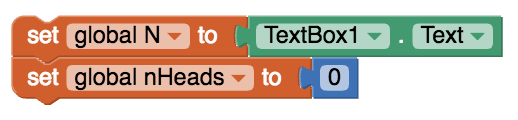 set global N to TextBox1 . Text
set global nHeads to 0